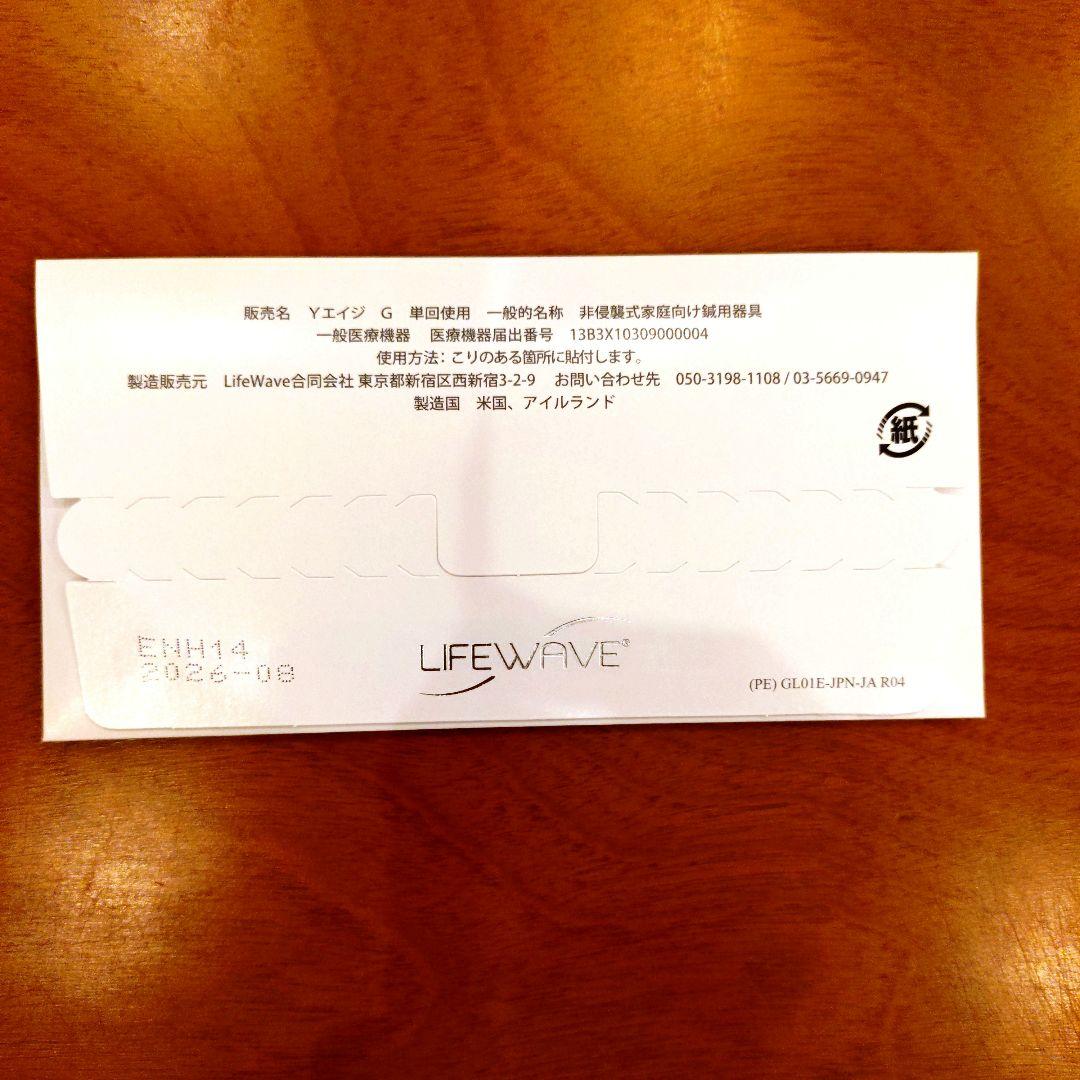 販売名 Yエイジ G 単回使用 一般的名称 非侵襲式家庭向け鍼用器具
一般医療機器 医療機器届出番号 13B3X10309000004
使用方法：こりのある箇所に貼付します。
製造販売元 LifeWave合同会社 東京都新宿区西新宿3-2-9 お問い合わせ先 050-3198-1108 / 03-5669-0947
製造国 米国、アイルランド
紙
ENH14
2026-08
LIFEWAVE®
(PE) GL01E-JPN-JA R04